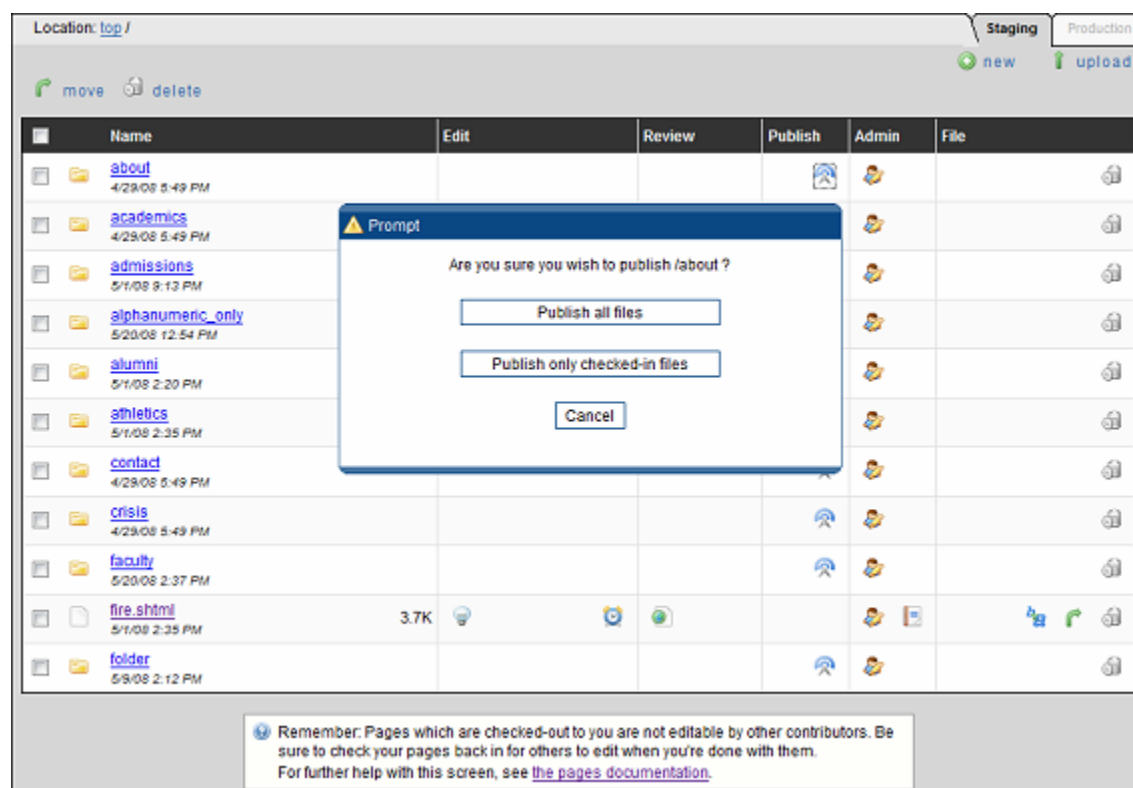 Location: top /
Staging
Production
new
upload
move
delete
Name
Edit
Review
Publish
Admin
File
about
4/29/08 5:49 PM
academics
4/29/08 5:49 PM
admissions
5/1/08 9:13 PM
alphanumeric_only
5/20/08 12:54 PM
alumni
5/1/08 2:20 PM
athletics
5/1/08 2:35 PM
contact
4/29/08 5:49 PM
crisis
4/29/08 5:49 PM
faculty
5/20/08 2:37 PM
fire.shtml
3.7K
5/1/08 2:35 PM
folder
5/9/08 2:12 PM
Prompt
Are you sure you wish to publish /about ?
Publish all files
Publish only checked-in files
Cancel
Remember: Pages which are checked-out to you are not editable by other contributors. Be
sure to check your pages back in for others to edit when you're done with them.
For further help with this screen, see the pages documentation.